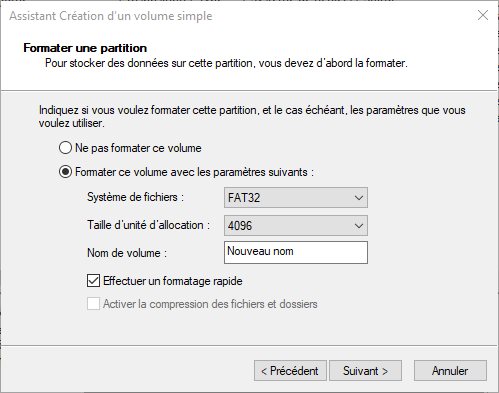 Assistant Création d'un volume simple
Formater une partition
Pour stocker des données sur cette partition, vous devez d'abord la formater.
Indiquez si vous voulez formater cette partition, et le cas échéant, les paramètres que vous
voulez utiliser.
Ne pas formater ce volume
Formater ce volume avec les paramètres suivants :
Système de fichiers : FAT32
Taille d'unité d'allocation : 4096
Nom de volume : Nouveau nom
Effectuer un formatage rapide
Activer la compression des fichiers et dossiers
< Précédent Suivant > Annuler